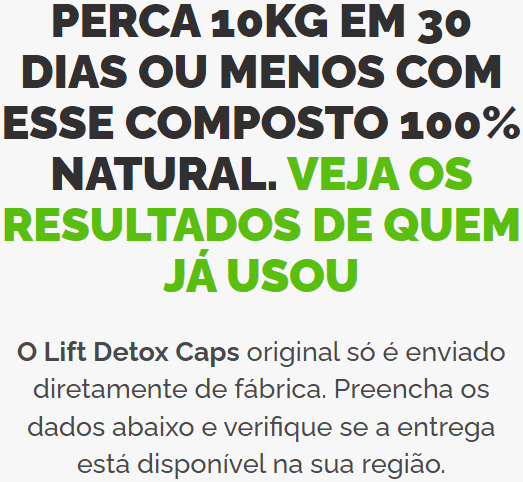 PERCA 10KG EM 30
DIAS OU MENOS COM
ESSE COMPOSTO 100%
NATURAL. VEJA OS
RESULTADOS DE QUEM
JÁ USOU
O Lift Detox Caps original só é enviado
diretamente de fábrica. Preencha os
dados abaixo e verifique se a entrega
está disponível na sua região.